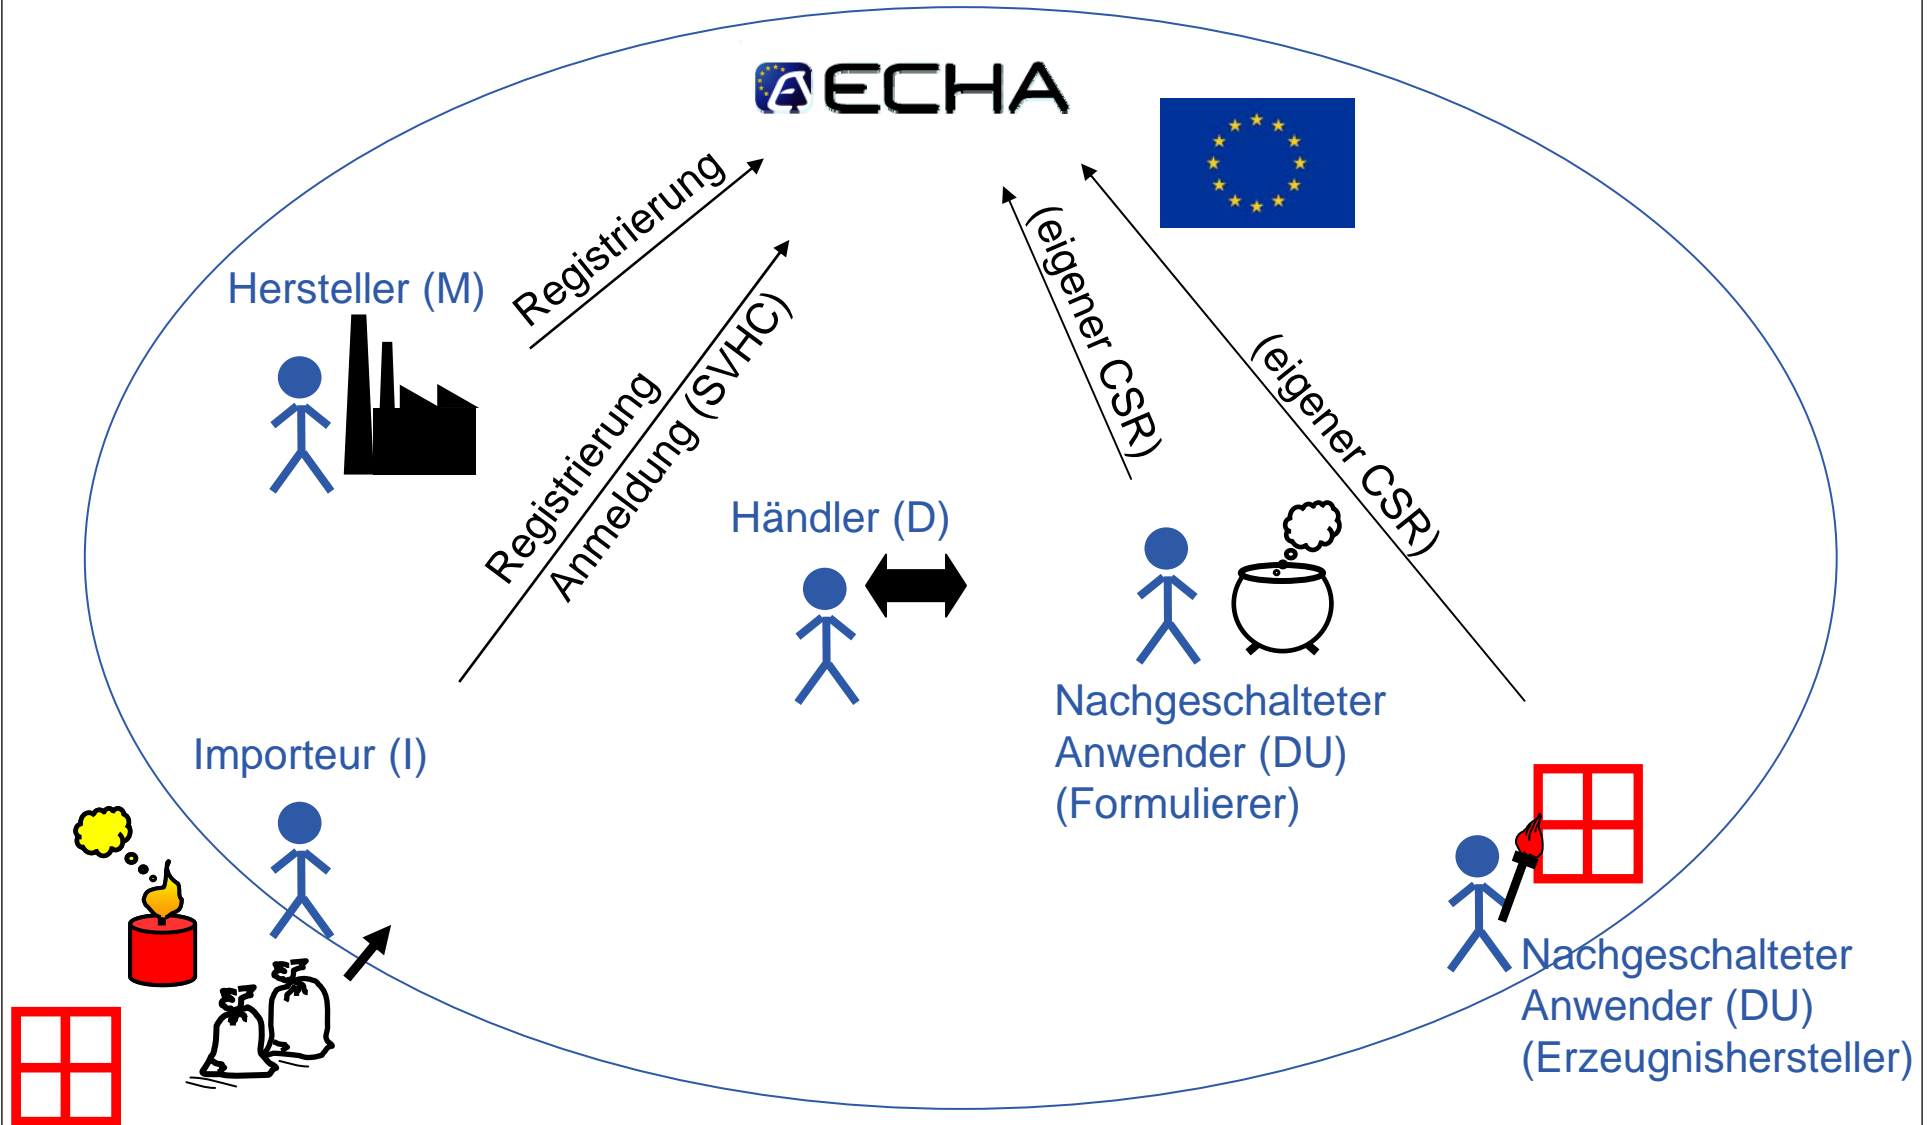 ECHA
Registrierung
Hersteller (M)
Registrierung
Anmeldung (SVHC)
(eigener CSR)
(eigener CSR)
Händler (D)
Nachgeschalteter
Anwender (DU)
(Formulierer)
Importeur (I)
Nachgeschalteter
Anwender (DU)
(Erzeugnishersteller)